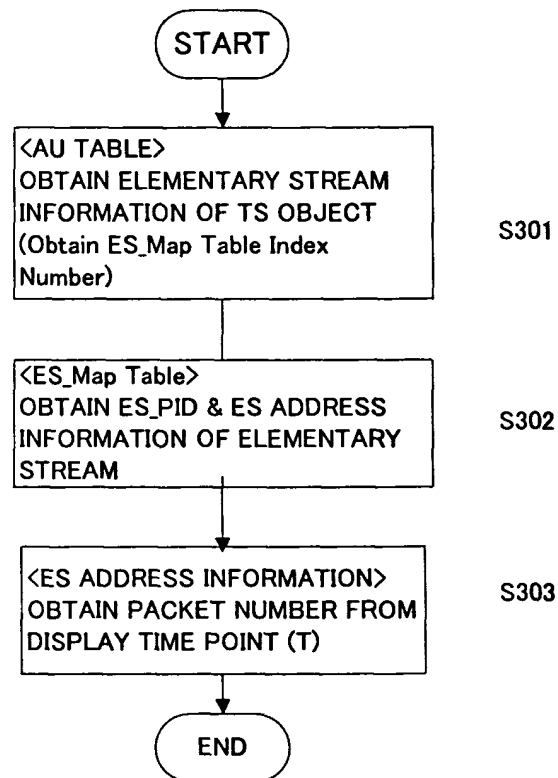 START
<AU TABLE>
OBTAIN ELEMENTARY STREAM
INFORMATION OF TS OBJECT
(Obtain ES_Map Table Index
Number)
S301
<ES_Map Table>
OBTAIN ES_PID & ES ADDRESS
INFORMATION OF ELEMENTARY
STREAM
S302
<ES ADDRESS INFORMATION>
OBTAIN PACKET NUMBER FROM
DISPLAY TIME POINT (T)
S303
END